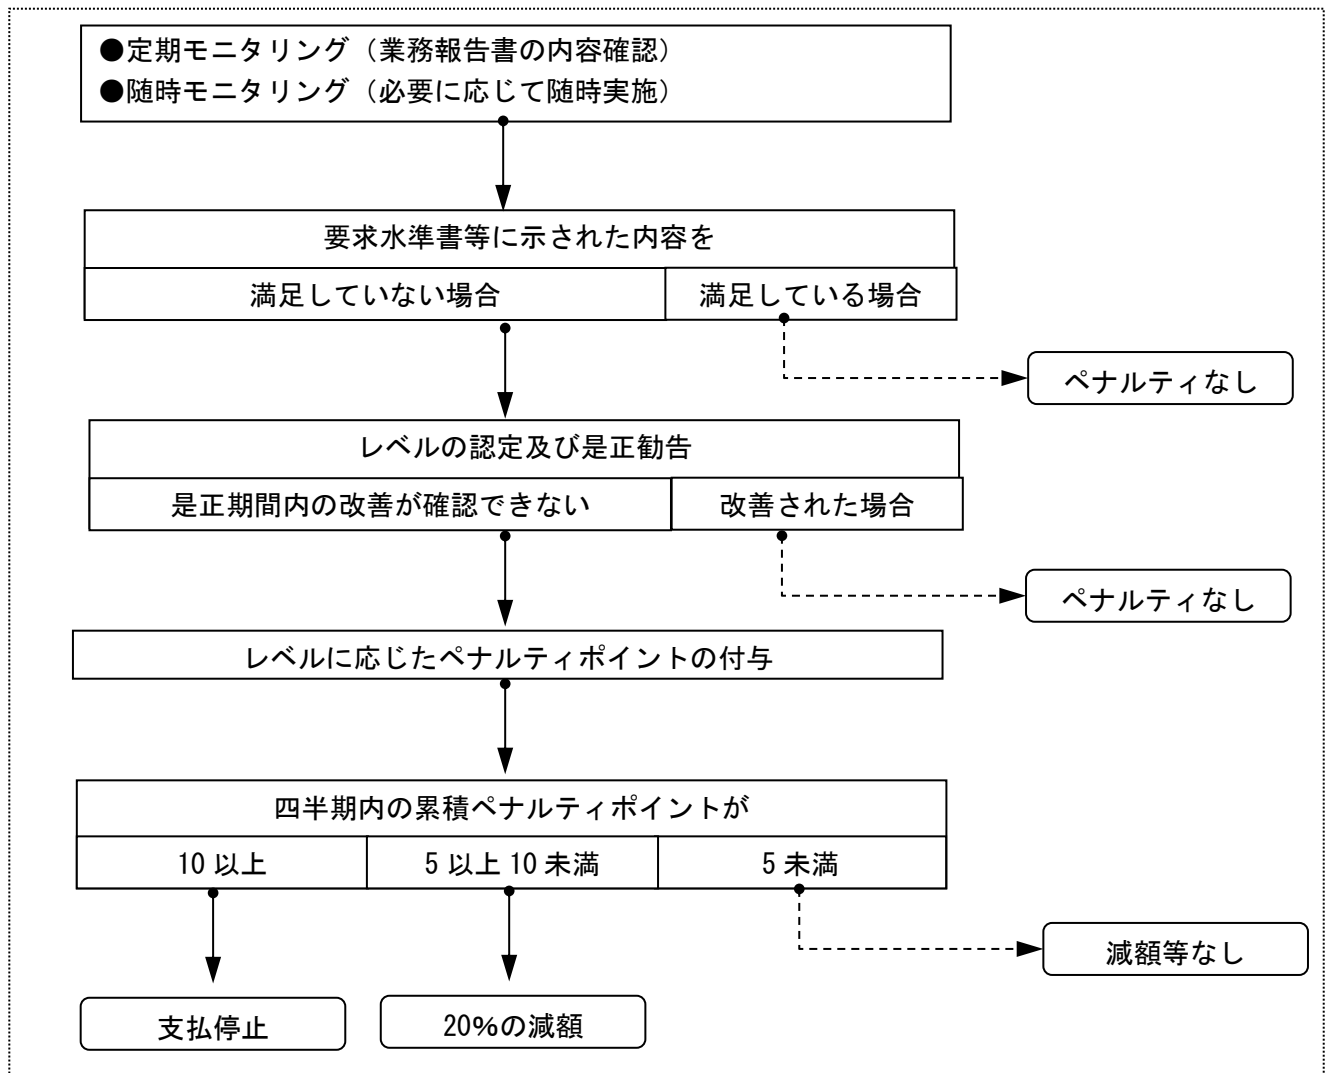 ●定期モニタリング（業務報告書の内容確認）
●随時モニタリング（必要に応じて随時実施）
要求水準書等に示された内容を
満足していない場合
満足している場合
ペナルティなし
レベルの認定及び是正勧告
是正期間内の改善が確認できない
改善された場合
ペナルティなし
レベルに応じたペナルティポイントの付与
四半期内の累積ペナルティポイントが
10 以上
5 以上 10 未満
5 未満
減額等なし
支払停止
20%の減額